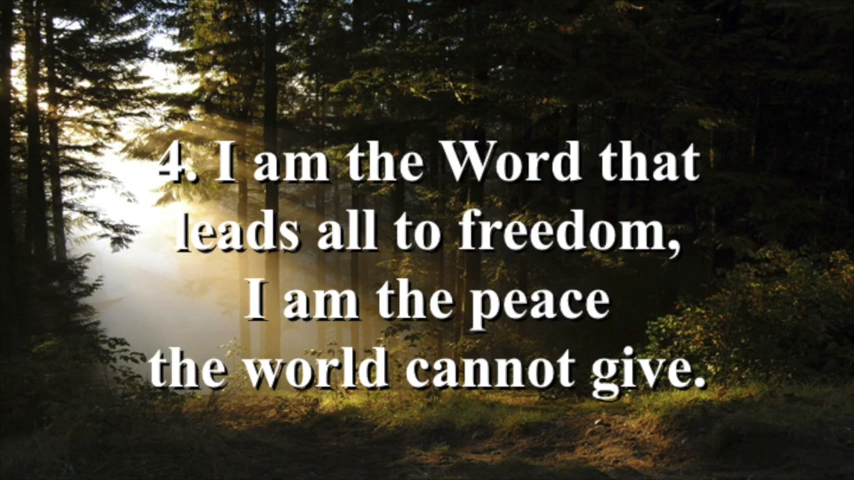 4. I am the Word that
leads all to freedom,
I am the peace
the world cannot give.